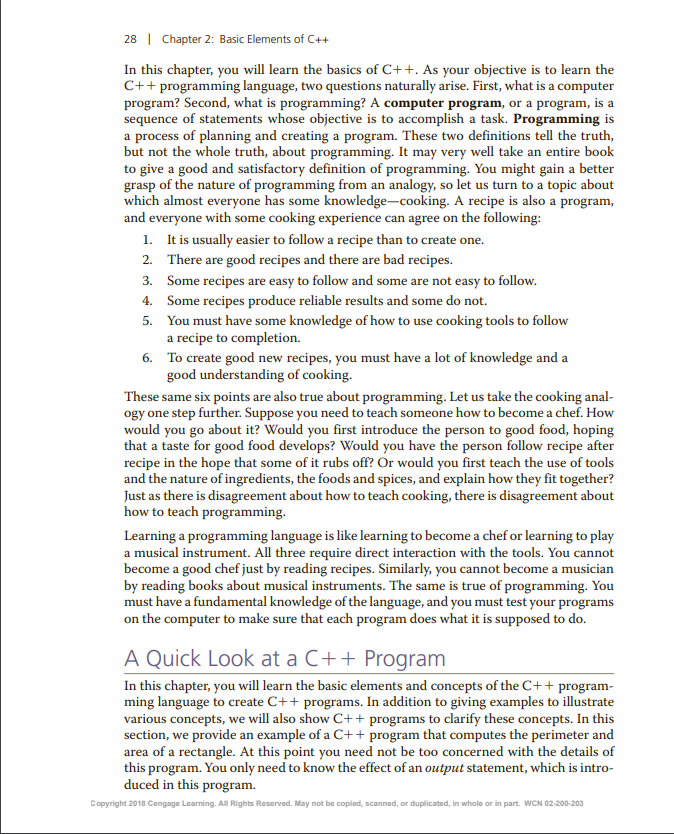 28 | Chapter 2: Basic Elements of C++
In this chapter, you will learn the basics of C++. As your objective is to learn the
C++ programming language, two questions naturally arise. First, what is a computer
program? Second, what is programming? A computer program, or a program, is a
sequence of statements whose objective is to accomplish a task. Programming is
a process of planning and creating a program. These two definitions tell the truth,
but not the whole truth, about programming. It may very well take an entire book
to give a good and satisfactory definition of programming. You might gain a better
grasp of the nature of programming from an analogy, so let us turn to a topic about
which almost everyone has some knowledge—cooking. A recipe is also a program,
and everyone with some cooking experience can agree on the following:
1. It is usually easier to follow a recipe than to create one.
2. There are good recipes and there are bad recipes.
3. Some recipes are easy to follow and some are not easy to follow.
4. Some recipes produce reliable results and some do not.
5. You must have some knowledge of how to use cooking tools to follow
a recipe to completion.
6. To create good new recipes, you must have a lot of knowledge and a
good understanding of cooking.
These same six points are also true about programming. Let us take the cooking anal-
ogy one step further. Suppose you need to teach someone how to become a chef. How
would you go about it? Would you first introduce the person to good food, hoping
that a taste for good food develops? Would you have the person follow recipe after
recipe in the hope that some of it rubs off? Or would you first teach the use of tools
and the nature of ingredients, the foods and spices, and explain how they fit together?
Just as there is disagreement about how to teach cooking, there is disagreement about
how to teach programming.
Learning a programming language is like learning to become a chef or learning to play
a musical instrument. All three require direct interaction with the tools. You cannot
become a good chef just by reading recipes. Similarly, you cannot become a musician
by reading books about musical instruments. The same is true of programming. You
must have a fundamental knowledge of the language, and you must test your programs
on the computer to make sure that each program does what it is supposed to do.
A Quick Look at a C++ Program
In this chapter, you will learn the basic elements and concepts of the C++ program-
ming language to create C++ programs. In addition to giving examples to illustrate
various concepts, we will also show C++ programs to clarify these concepts. In this
section, we provide an example of a C++ program that computes the perimeter and
area of a rectangle. At this point you need not be too concerned with the details of
this program. You only need to know the effect of an output statement, which is intro-
duced in this program.
Copyright 2018 Cengage Learning. All Rights Reserved. May not be copied, scanned, or duplicated, in whole or in part. WCN 02-200-203